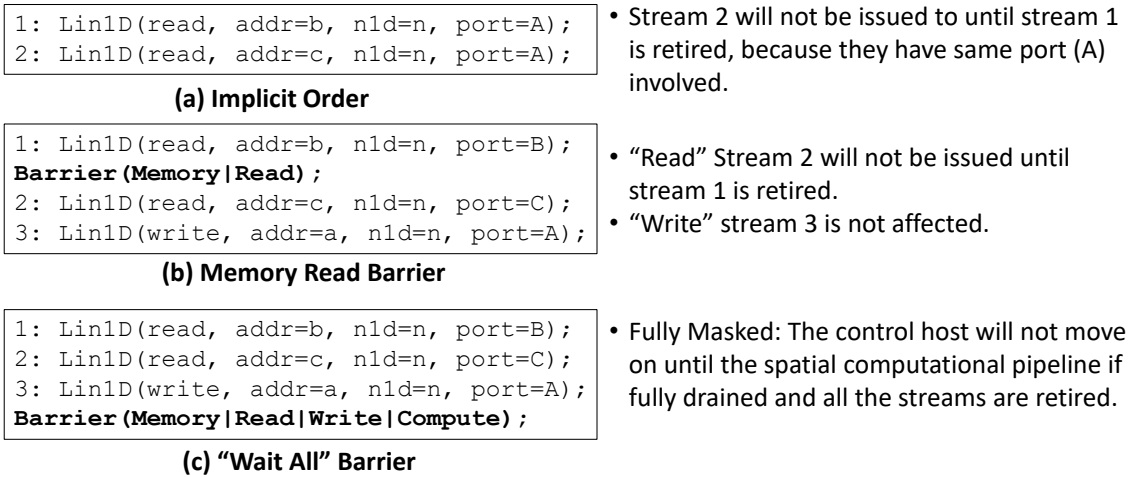 1: Lin1D(read, addr=b, n1d=n, port=A);
2: Lin1D(read, addr=c, n1d=n, port=A);
(a) Implicit Order
• Stream 2 will not be issued to until stream 1
is retired, because they have same port (A)
involved.
1: Lin1D(read, addr=b, n1d=n, port=B);
Barrier(Memory|Read);
2: Lin1D(read, addr=c, n1d=n, port=C);
3: Lin1D(write, addr=a, n1d=n, port=A);
(b) Memory Read Barrier
• “Read” Stream 2 will not be issued until
stream 1 is retired.
• “Write” stream 3 is not affected.
1: Lin1D(read, addr=b, n1d=n, port=B);
2: Lin1D(read, addr=c, n1d=n, port=C);
3: Lin1D(write, addr=a, n1d=n, port=A);
Barrier(Memory|Read|Write|Compute);
(c) “Wait All” Barrier
• Fully Masked: The control host will not move
on until the spatial computational pipeline if
fully drained and all the streams are retired.